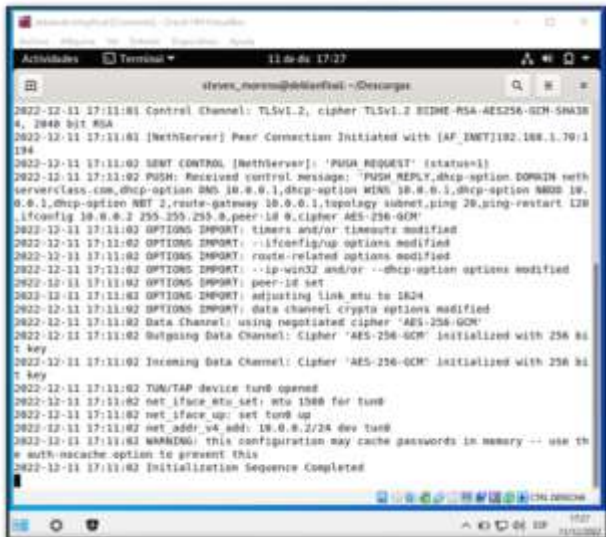 Actividades Terminal 11 de dic 17:27
steven_moreno@debianfinal: ~/Descargas
2022-12-11 17:11:01 Control Channel: TLSv1.2, cipher TLSv1.2 ECDHE-RSA-AES256-GCM-SHA38
4, 2048 bit RSA
2022-12-11 17:11:01 [NethServer] Peer Connection Initiated with [AF_INET]192.168.1.70:1
194
2022-12-11 17:11:02 SENT CONTROL [NethServer]: 'PUSH_REQUEST' (status=1)
2022-12-11 17:11:02 PUSH: Received control message: 'PUSH_REPLY,dhcp-option DOMAIN neth
serverclass.com,dhcp-option DNS 10.0.0.1,dhcp-option WINS 10.0.0.1,dhcp-option NBDD 10.
0.0.1,dhcp-option NBT 2,route-gateway 10.0.0.1,topology subnet,ping 20,ping-restart 120
,ifconfig 10.0.0.2 255.255.255.0,peer-id 0,cipher AES-256-GCM'
2022-12-11 17:11:02 OPTIONS IMPORT: timers and/or timeouts modified
2022-12-11 17:11:02 OPTIONS IMPORT: --ifconfig/up options modified
2022-12-11 17:11:02 OPTIONS IMPORT: route-related options modified
2022-12-11 17:11:02 OPTIONS IMPORT: --ip-win32 and/or --dhcp-option options modified
2022-12-11 17:11:02 OPTIONS IMPORT: peer-id set
2022-12-11 17:11:02 OPTIONS IMPORT: adjusting link_mtu to 1624
2022-12-11 17:11:02 OPTIONS IMPORT: data channel crypto options modified
2022-12-11 17:11:02 Data Channel: using negotiated cipher 'AES-256-GCM'
2022-12-11 17:11:02 Outgoing Data Channel: Cipher 'AES-256-GCM' initialized with 256 bi
t key
2022-12-11 17:11:02 Incoming Data Channel: Cipher 'AES-256-GCM' initialized with 256 bi
t key
2022-12-11 17:11:02 TUN/TAP device tun0 opened
2022-12-11 17:11:02 net_iface_mtu_set: mtu 1500 for tun0
2022-12-11 17:11:02 net_iface_up: set tun0 up
2022-12-11 17:11:02 net_addr_v4_add: 10.0.0.2/24 dev tun0
2022-12-11 17:11:02 WARNING: this configuration may cache passwords in memory -- use th
e auth-nocache option to prevent this
2022-12-11 17:11:02 Initialization Sequence Completed
CTRL DERECHA
ESP 17:27
11/12/2022